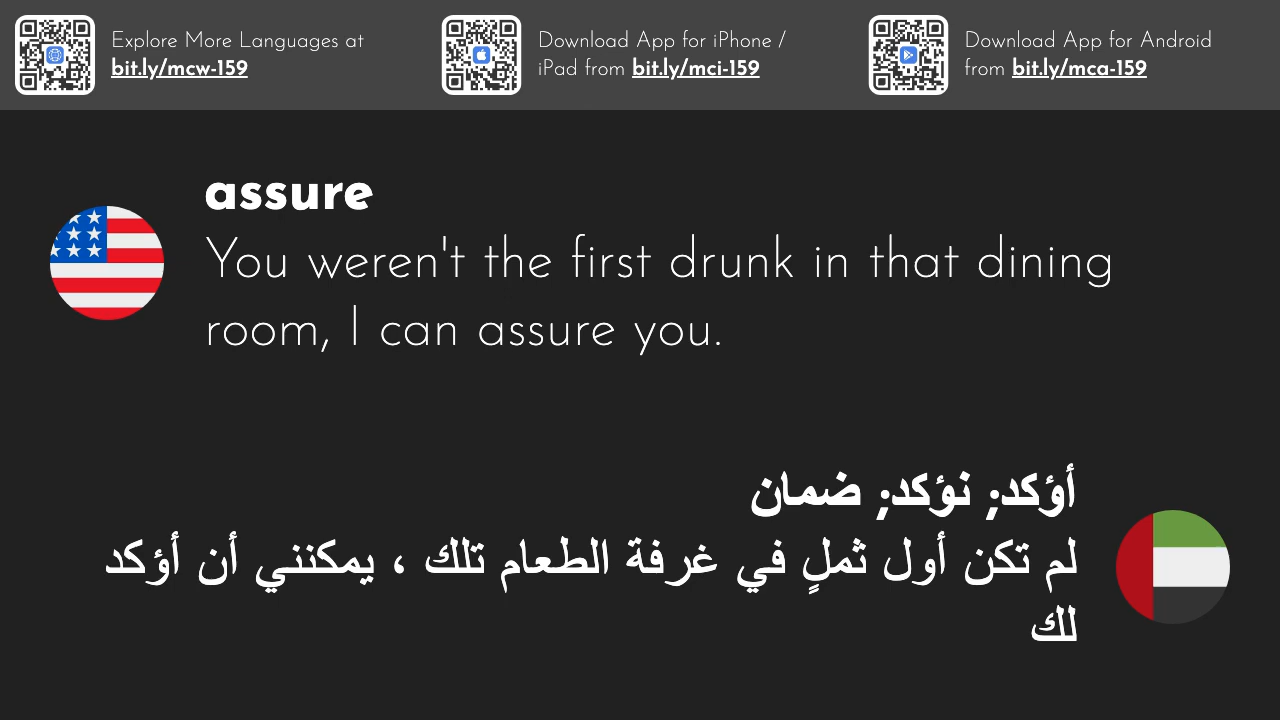 Explore More Languages at
bit.ly/mcw-159
Download App for iPhone /
iPad from bit.ly/mci-159
Download App for Android
from bit.ly/mca-159
assure
You weren't the first drunk in that dining
room, I can assure you.
أؤكد; نؤكد; ضمان
لم تكن أول ثملٍ في غرفة الطعام تلك ، يمكنني أن أؤكد
لك